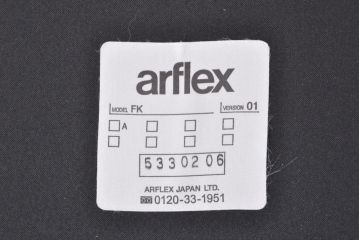 arflex
MODEL FK VERSION 01
A
5330206
ARFLEX JAPAN LTD.
0120-33-1951